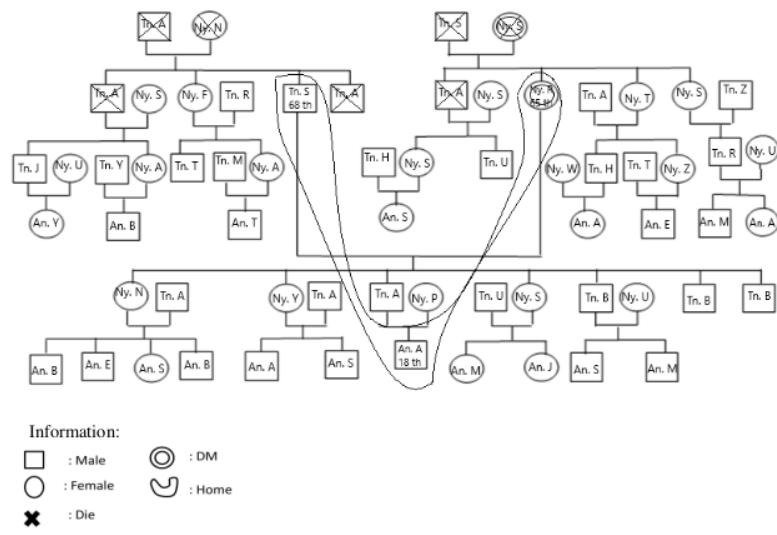 Tn. A
Ny. N
Tn. S
Ny. S
Tn. A
Ny. S
Ny. F
Tn. R
Tn. S
68 th
Tn. A
Tn. A
Ny. S
Tn. A
Ny. T
Ny. S
Tn. Z
Tn. J
Ny. U
Tn. Y
Ny. A
Tn. T
Tn. M
Ny. A
Tn. H
Ny. S
Tn. U
Ny. W
Tn. H
Tn. T
Ny. Z
Tn. R
Ny. U
An. Y
An. B
An. T
An. S
An. A
An. E
An. M
An. A
Ny. N
Tn. A
Ny. Y
Tn. A
Tn. A
Ny. P
Tn. U
Ny. S
Tn. B
Ny. U
Tn. B
Tn. B
An. B
An. E
An. S
An. B
An. A
An. S
An. A
18 th
An. M
An. J
An. S
An. M
Information:
: Male
: DM
: Female
: Home
: Die